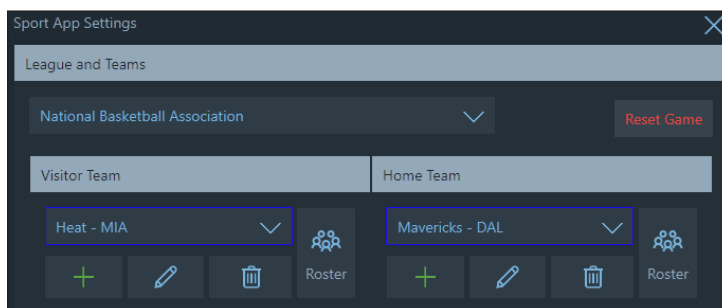 Sport App Settings
League and Teams
National Basketball Association
Reset Game
Visitor Team
Home Team
Heat - MIA
Roster
Mavericks - DAL
Roster